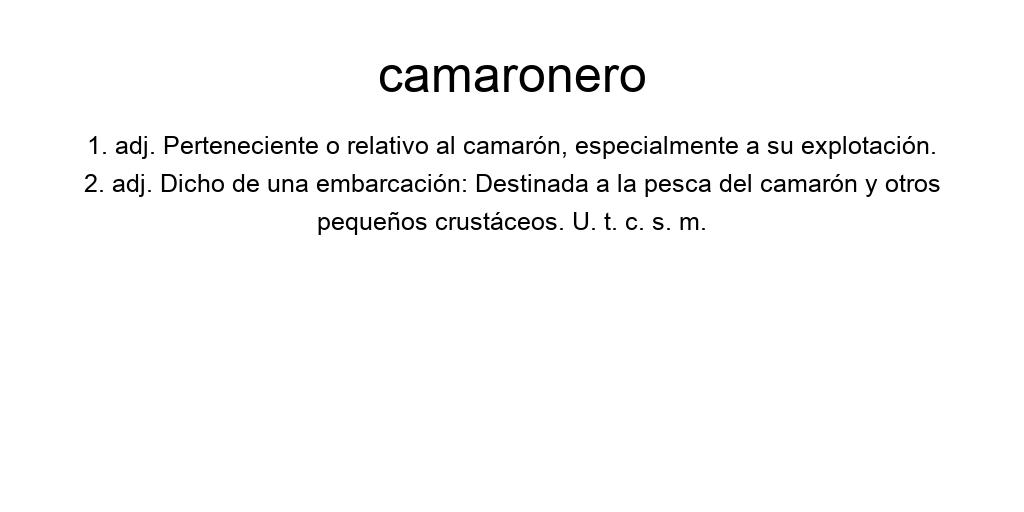 camaronero
1. adj. Perteneciente o relativo al camarón, especialmente a su explotación.
2. adj. Dicho de una embarcación: Destinada a la pesca del camarón y otros
pequeños crustáceos. U. t. c. s. m.